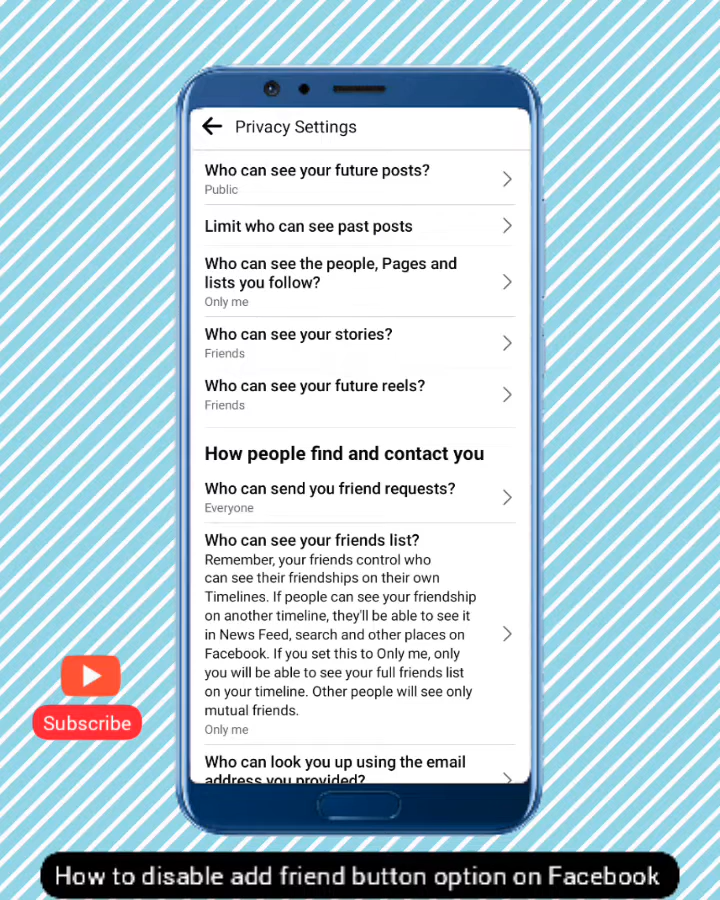 Privacy Settings
Who can see your future posts?
Public
Limit who can see past posts
Who can see the people, Pages and
lists you follow?
Only me
Who can see your stories?
Friends
Who can see your future reels?
Friends
How people find and contact you
Who can send you friend requests?
Everyone
Who can see your friends list?
Remember, your friends control who
can see their friendships on their own
Timelines. If people can see your friendship
on another timeline, they'll be able to see it
in News Feed, search and other places on
Facebook. If you set this to Only me, only
you will be able to see your full friends list
on your timeline. Other people will see only
mutual friends.
Only me
Who can look you up using the email
address you provided?
Subscribe
How to disable add friend button option on Facebook